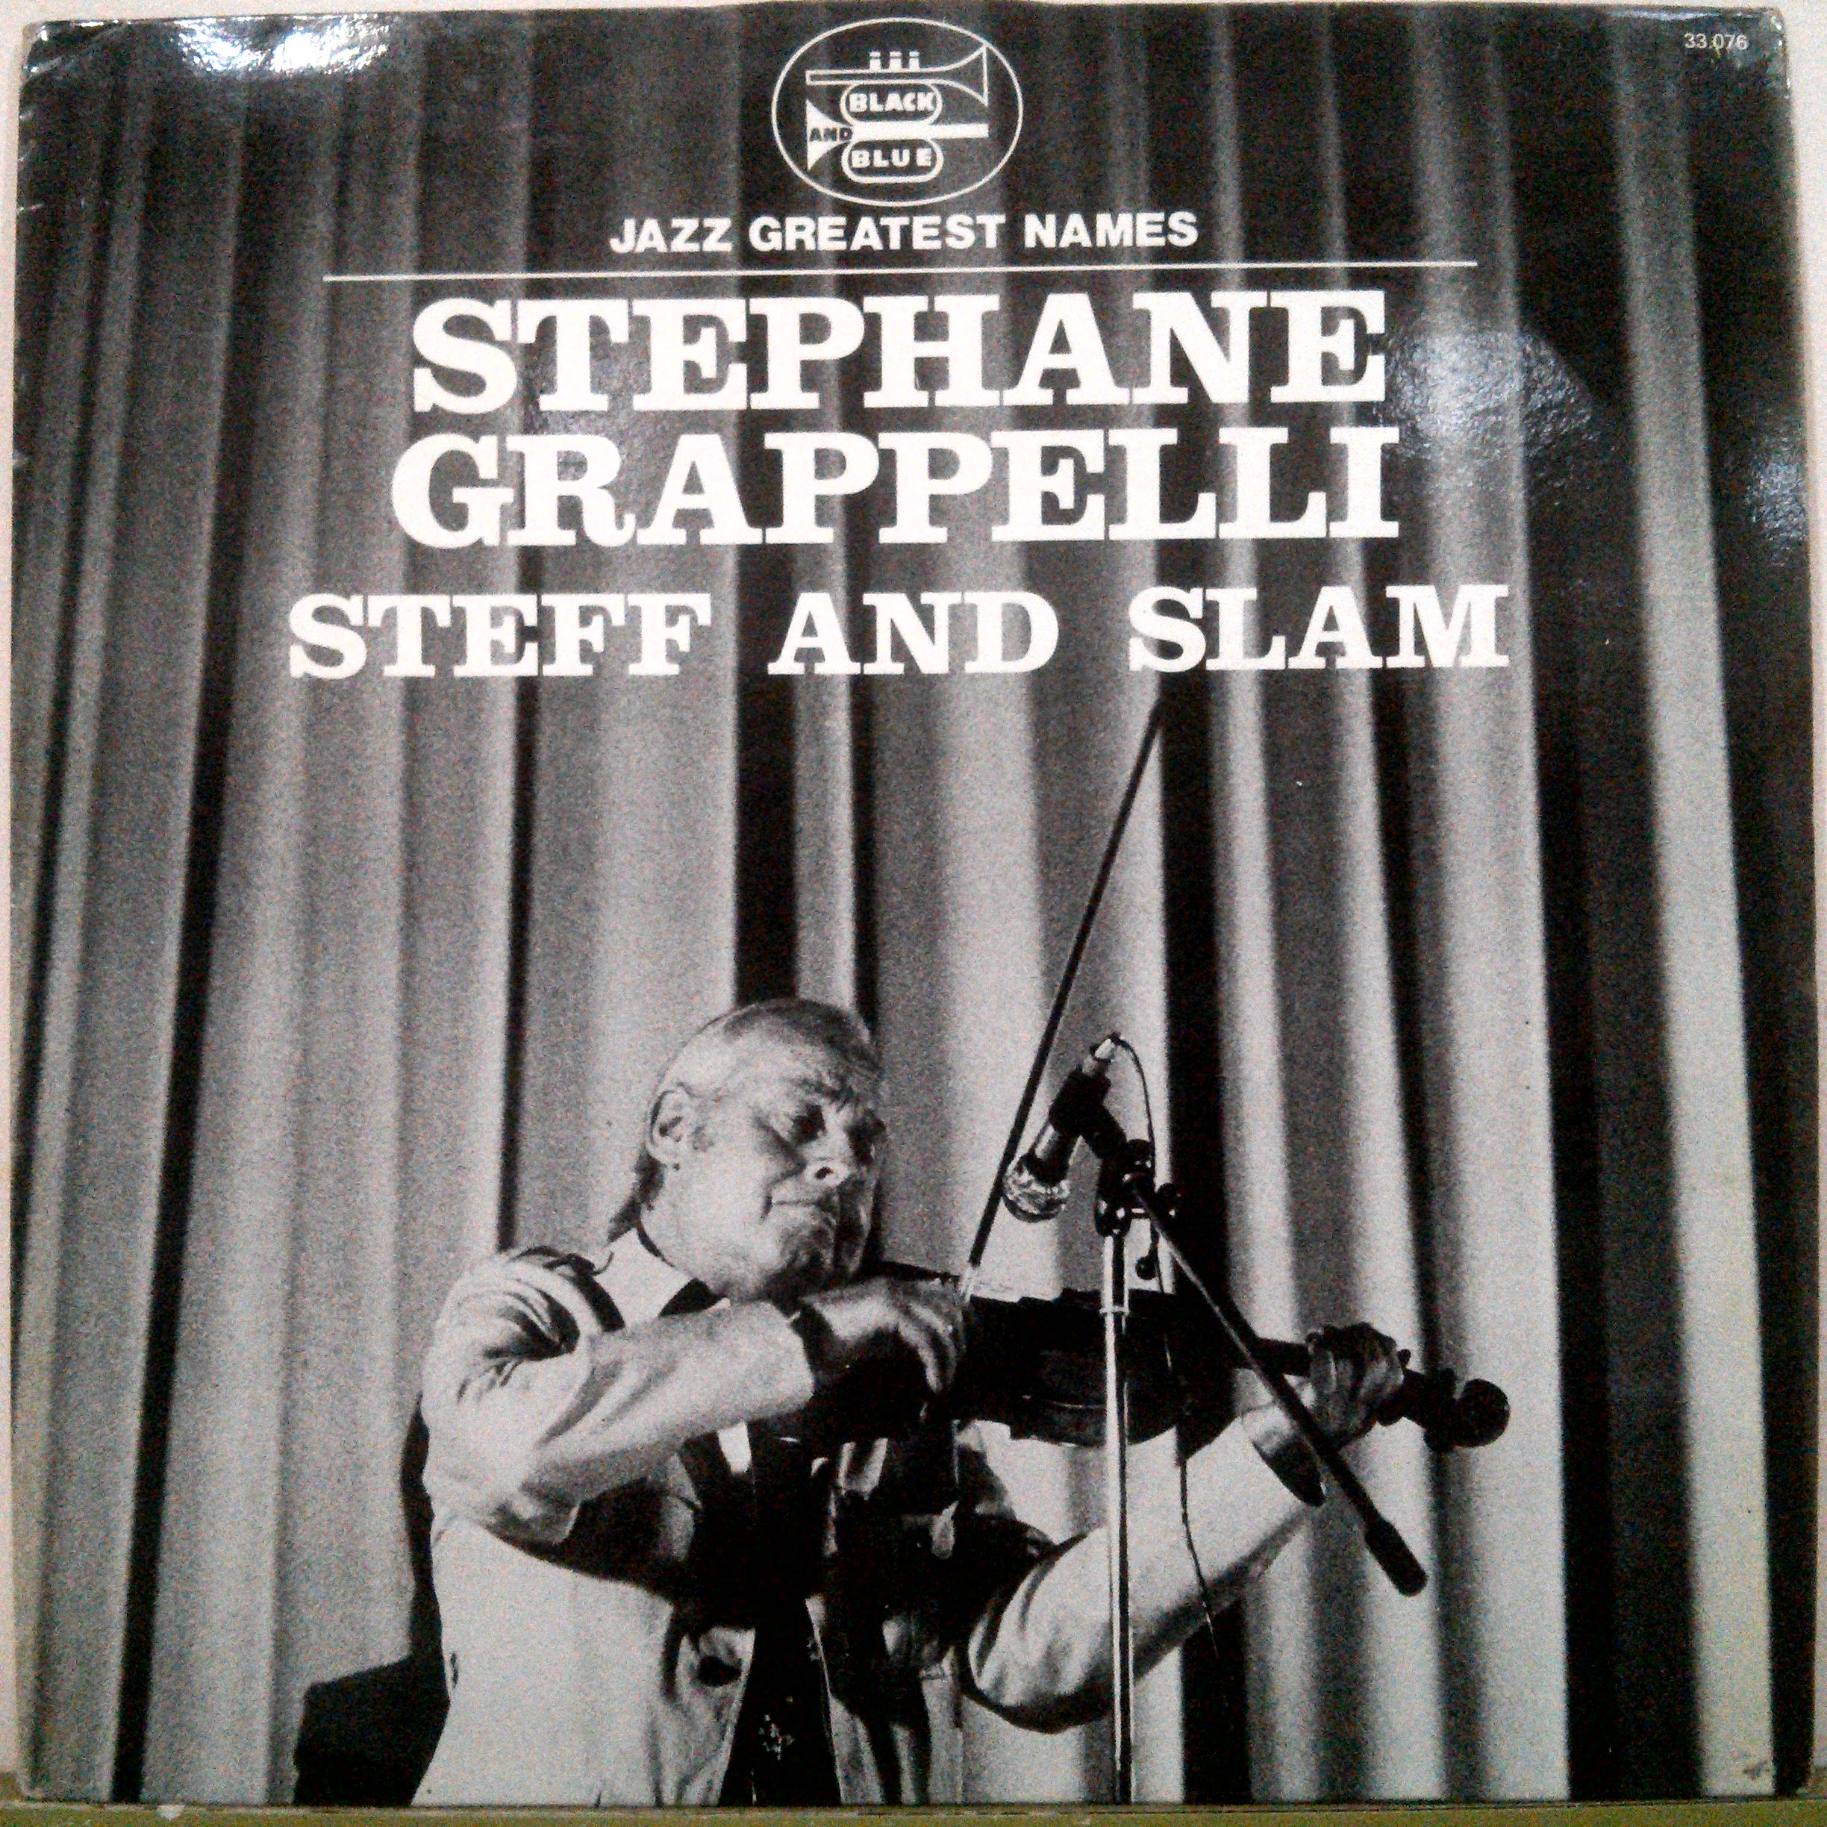 33.076
BLACK
AND
BLUE
JAZZ GREATEST NAMES
STEPHANE
GRAPPELLI
STEFF AND SLAM